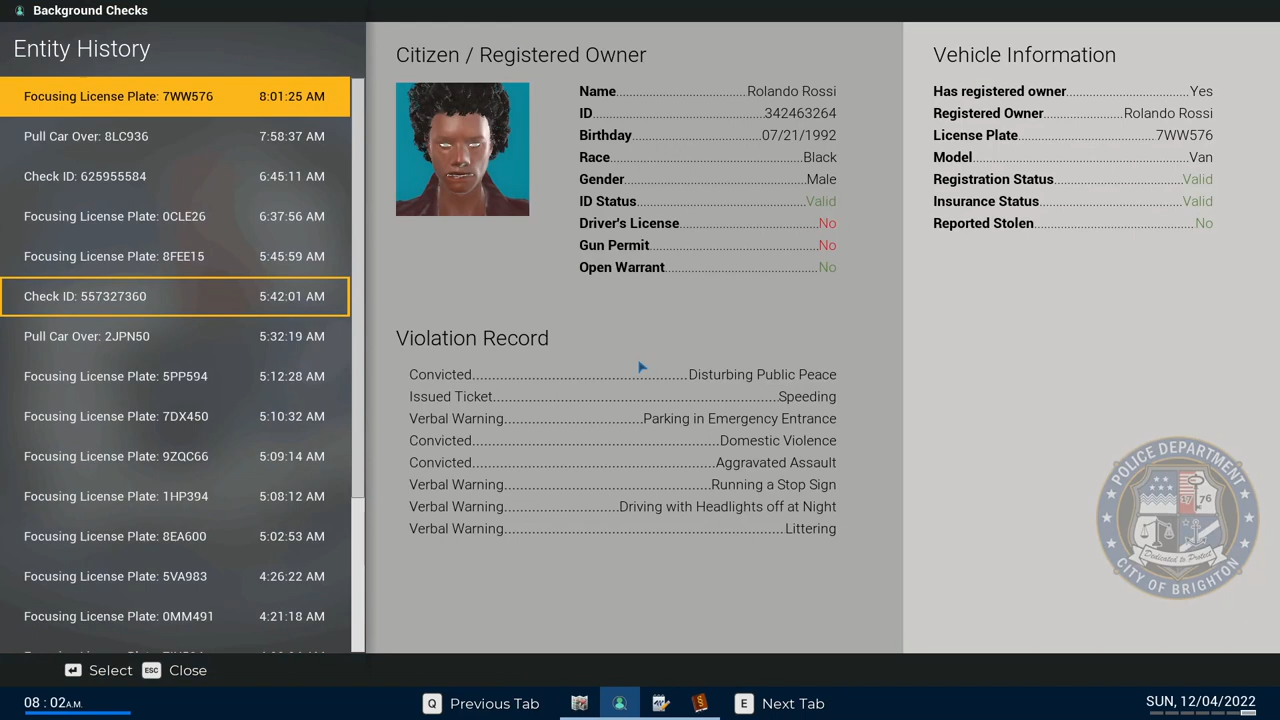 Background Checks
Entity History
Focusing License Plate: 7WW576 8:01:25 AM
Pull Car Over: 8LC936 7:58:37 AM
Check ID: 625955584 6:45:11 AM
Focusing License Plate: 0CLE26 6:37:56 AM
Focusing License Plate: 8FEE15 5:45:59 AM
Check ID: 557327360 5:42:01 AM
Pull Car Over: 2JPN50 5:32:19 AM
Focusing License Plate: 5PP594 5:12:28 AM
Focusing License Plate: 7DX450 5:10:32 AM
Focusing License Plate: 9ZQC66 5:09:14 AM
Focusing License Plate: 1HP394 5:08:12 AM
Focusing License Plate: 8EA600 5:02:53 AM
Focusing License Plate: 5VA983 4:26:22 AM
Focusing License Plate: 0MM491 4:21:18 AM
Citizen / Registered Owner
Name Rolando Rossi
ID 342463264
Birthday 07/21/1992
Race Black
Gender Male
ID Status Valid
Driver's License No
Gun Permit No
Open Warrant No
Violation Record
Convicted Disturbing Public Peace
Issued Ticket Speeding
Verbal Warning Parking in Emergency Entrance
Convicted Domestic Violence
Convicted Aggravated Assault
Verbal Warning Running a Stop Sign
Verbal Warning Driving with Headlights off at Night
Verbal Warning Littering
Vehicle Information
Has registered owner Yes
Registered Owner Rolando Rossi
License Plate 7WW576
Model Van
Registration Status Valid
Insurance Status Valid
Reported Stolen No
POLICE DEPARTMENT
17 76
Dedicated to Protect
CITY OF BRIGHTON
Select ESC Close
08 : 02 A.M.
Q Previous Tab
E Next Tab
SUN, 12/04/2022